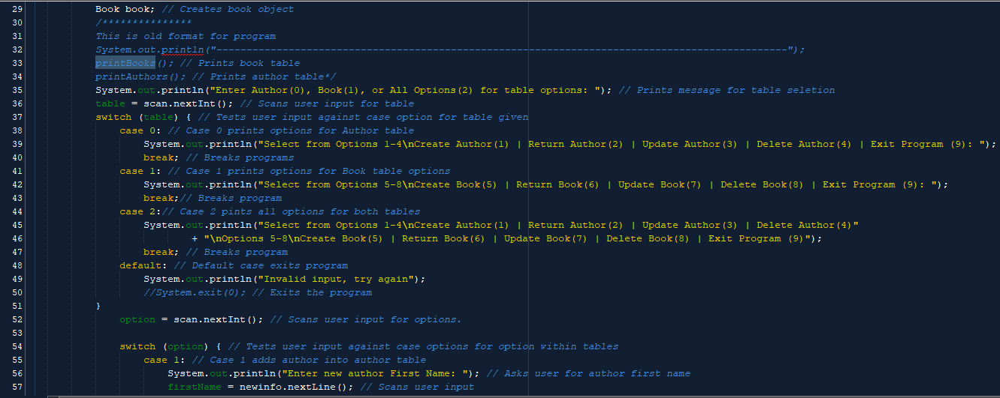 29 Book book; // Creates book object
30 /***************
31 This is old format for program
32 System.out.println("-----------------------------------------------------------------------------------------------");
33 printBooks(); // Prints book table
34 printAuthors(); // Prints author table*/
35 System.out.println("Enter Author(0), Book(1), or All Options(2) for table options: "); // Prints message for table seletion
36 table = scan.nextInt(); // Scans user input for table
37 switch (table) { // Tests user input against case option for table given
38 case 0: // Case 0 prints options for Author table
39 System.out.println("Select from Options 1-4\nCreate Author(1) | Return Author(2) | Update Author(3) | Delete Author(4) | Exit Program (9): ");
40 break; // Breaks programs
41 case 1: // Case 1 prints options for Book table options
42 System.out.println("Select from Options 5-8\nCreate Book(5) | Return Book(6) | Update Book(7) | Delete Book(8) | Exit Program (9): ");
43 break;// Breaks program
44 case 2:// Case 2 pints all options for both tables
45 System.out.println("Select from Options 1-4\nCreate Author(1) | Return Author(2) | Update Author(3) | Delete Author(4)"
46 + "\nOptions 5-8\nCreate Book(5) | Return Book(6) | Update Book(7) | Delete Book(8) | Exit Program (9)");
47 break; // Breaks program
48 default: // Default case exits program
49 System.out.println("Invalid input, try again");
50 //System.exit(0); // Exits the program
51 }
52 option = scan.nextInt(); // Scans user input for options.
53
54 switch (option) { // Tests user input against case options for option within tables
55 case 1: // Case 1 adds author into author table
56 System.out.println("Enter new author First Name: "); // Asks user for author first name
57 firstName = newinfo.nextLine(); // Scans user input